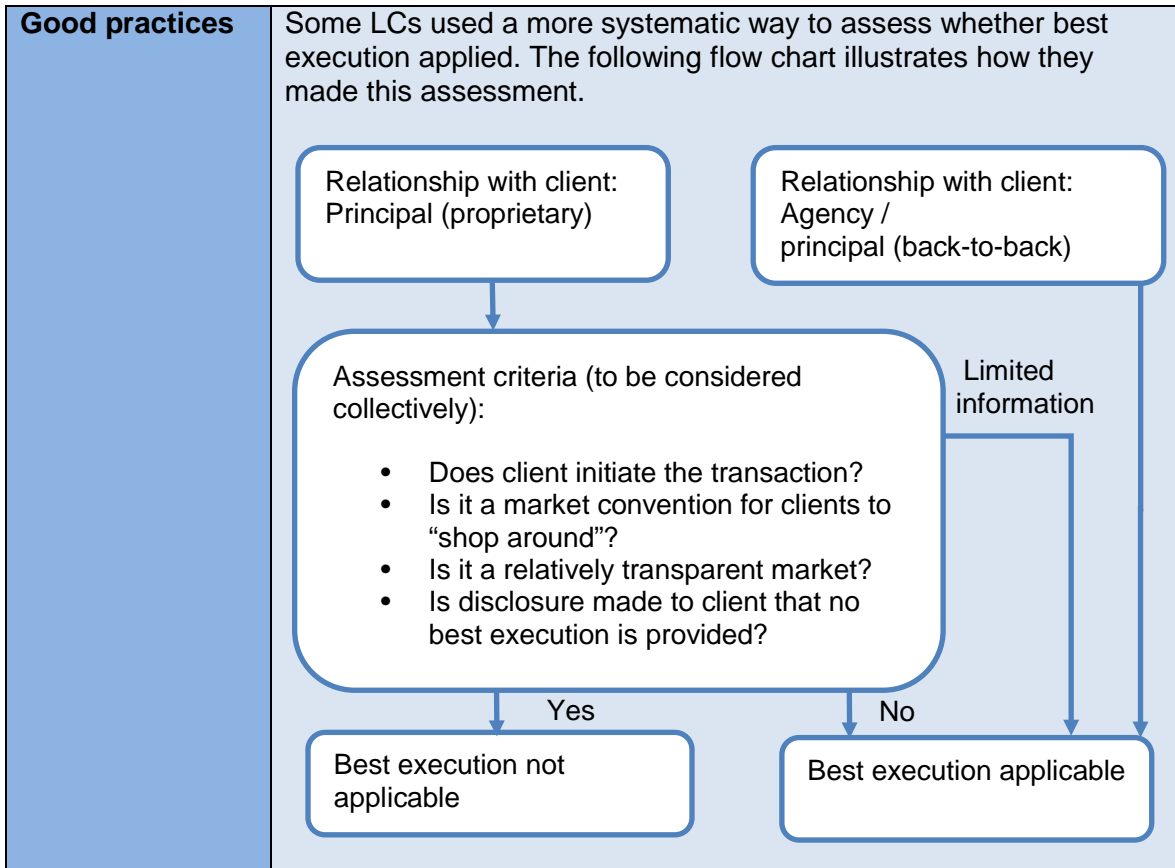 Good practices
Some LCs used a more systematic way to assess whether best
execution applied. The following flow chart illustrates how they
made this assessment.
Relationship with client:
Principal (proprietary)
Relationship with client:
Agency /
principal (back-to-back)
Assessment criteria (to be considered
collectively):
• Does client initiate the transaction?
• Is it a market convention for clients to
“shop around”?
• Is it a relatively transparent market?
• Is disclosure made to client that no
best execution is provided?
Limited
information
Yes
No
Best execution not
applicable
Best execution applicable